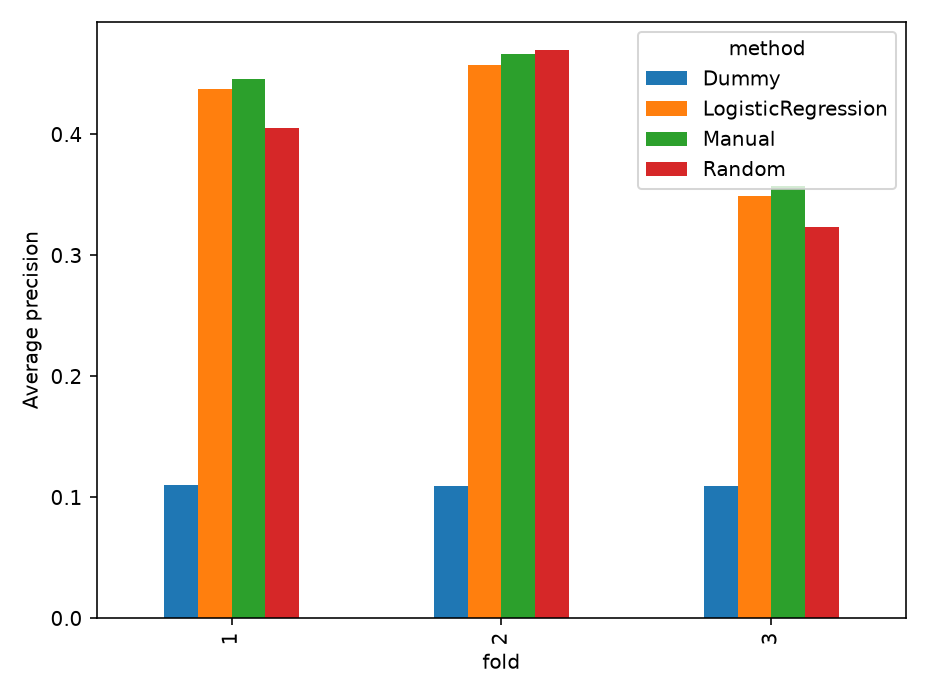 method
Dummy
LogisticRegression
Manual
Random
Average precision
0.4
0.3
0.2
0.1
0.0
1
2
3
fold